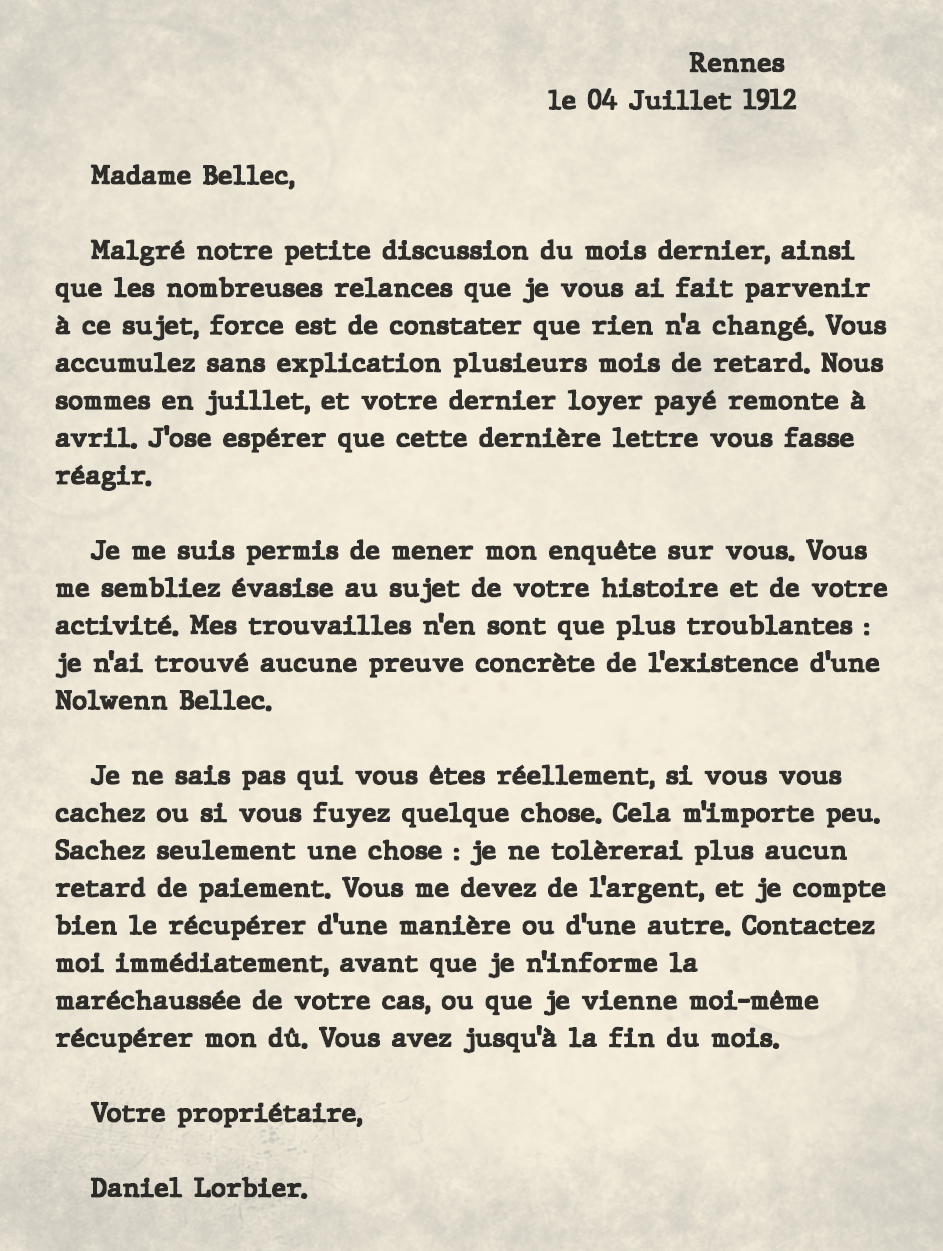 Rennes
le 04 Juillet 1912
Madame Bellec,
Malgré notre petite discussion du mois dernier, ainsi
que les nombreuses relances que je vous ai fait parvenir
à ce sujet, force est de constater que rien n'a changé. Vous
accumulez sans explication plusieurs mois de retard. Nous
sommes en juillet, et votre dernier loyer payé remonte à
avril. J'ose espérer que cette dernière lettre vous fasse
réagir.
Je me suis permis de mener mon enquête sur vous. Vous
me sembliez évasise au sujet de votre histoire et de votre
activité. Mes trouvailles n'en sont que plus troublantes :
je n'ai trouvé aucune preuve concrète de l'existence d'une
Nolwenn Bellec.
Je ne sais pas qui vous êtes réellement, si vous vous
cachez ou si vous fuyez quelque chose. Cela m'importe peu.
Sachez seulement une chose : je ne tolèrerai plus aucun
retard de paiement. Vous me devez de l'argent, et je compte
bien le récupérer d'une manière ou d'une autre. Contactez
moi immédiatement, avant que je n'informe la
maréchaussée de votre cas, ou que je vienne moi-même
récupérer mon dû. Vous avez jusqu'à la fin du mois.
Votre propriétaire,
Daniel Lorbier.